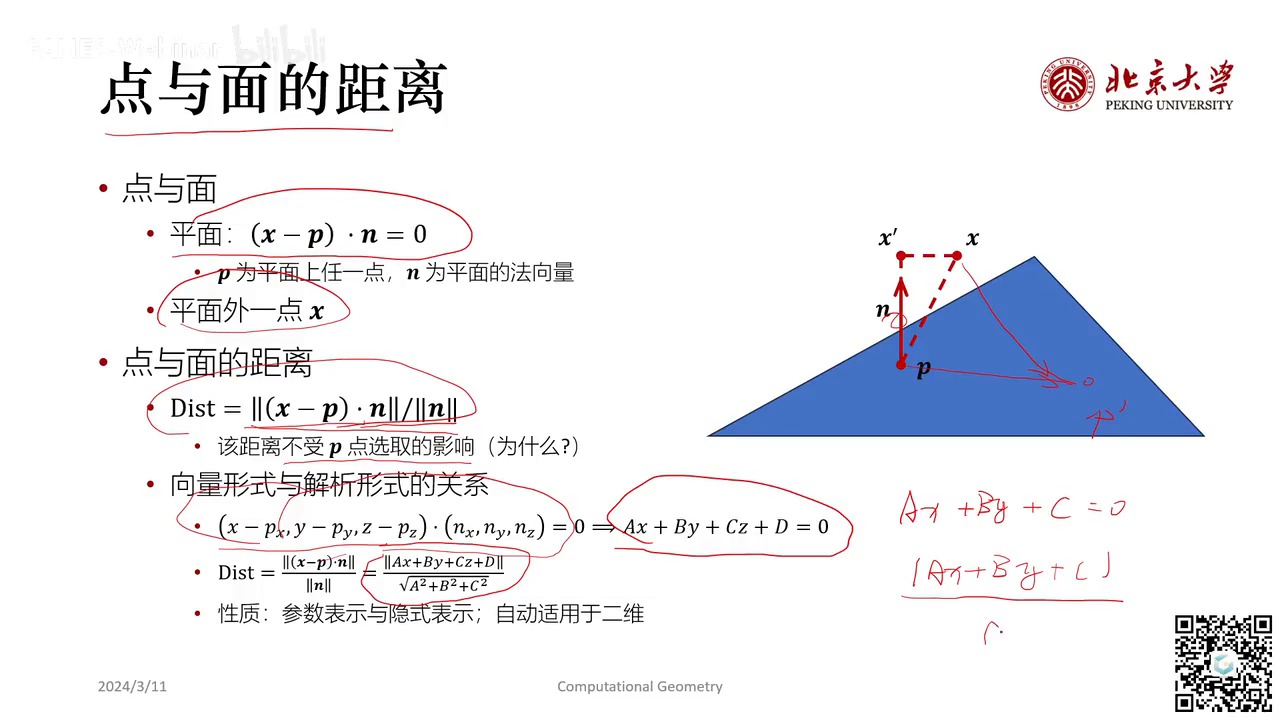 bilibili
点与面的距离
北京大学
PEKING UNIVERSITY
• 点与面
• 平面：(x − p) · n = 0
• p 为平面上任一点，n 为平面的法向量
• 平面外一点 x
• 点与面的距离
• Dist = ‖(x − p) · n‖/‖n‖
• 该距离不受 p 点选取的影响（为什么?）
• 向量形式与解析形式的关系
• (x − pₓ, y − p_y, z − p_z) · (nₓ, n_y, n_z) = 0 ⟹ Ax + By + Cz + D = 0
• Dist = ‖(x−p)·n‖/‖n‖ = ‖Ax+By+Cz+D‖/√(A²+B²+C²)
• 性质：参数表示与隐式表示；自动适用于二维
x′ x
n
p
p'
Ax + By + C = 0
|Ax + By + C|
2024/3/11
Computational Geometry